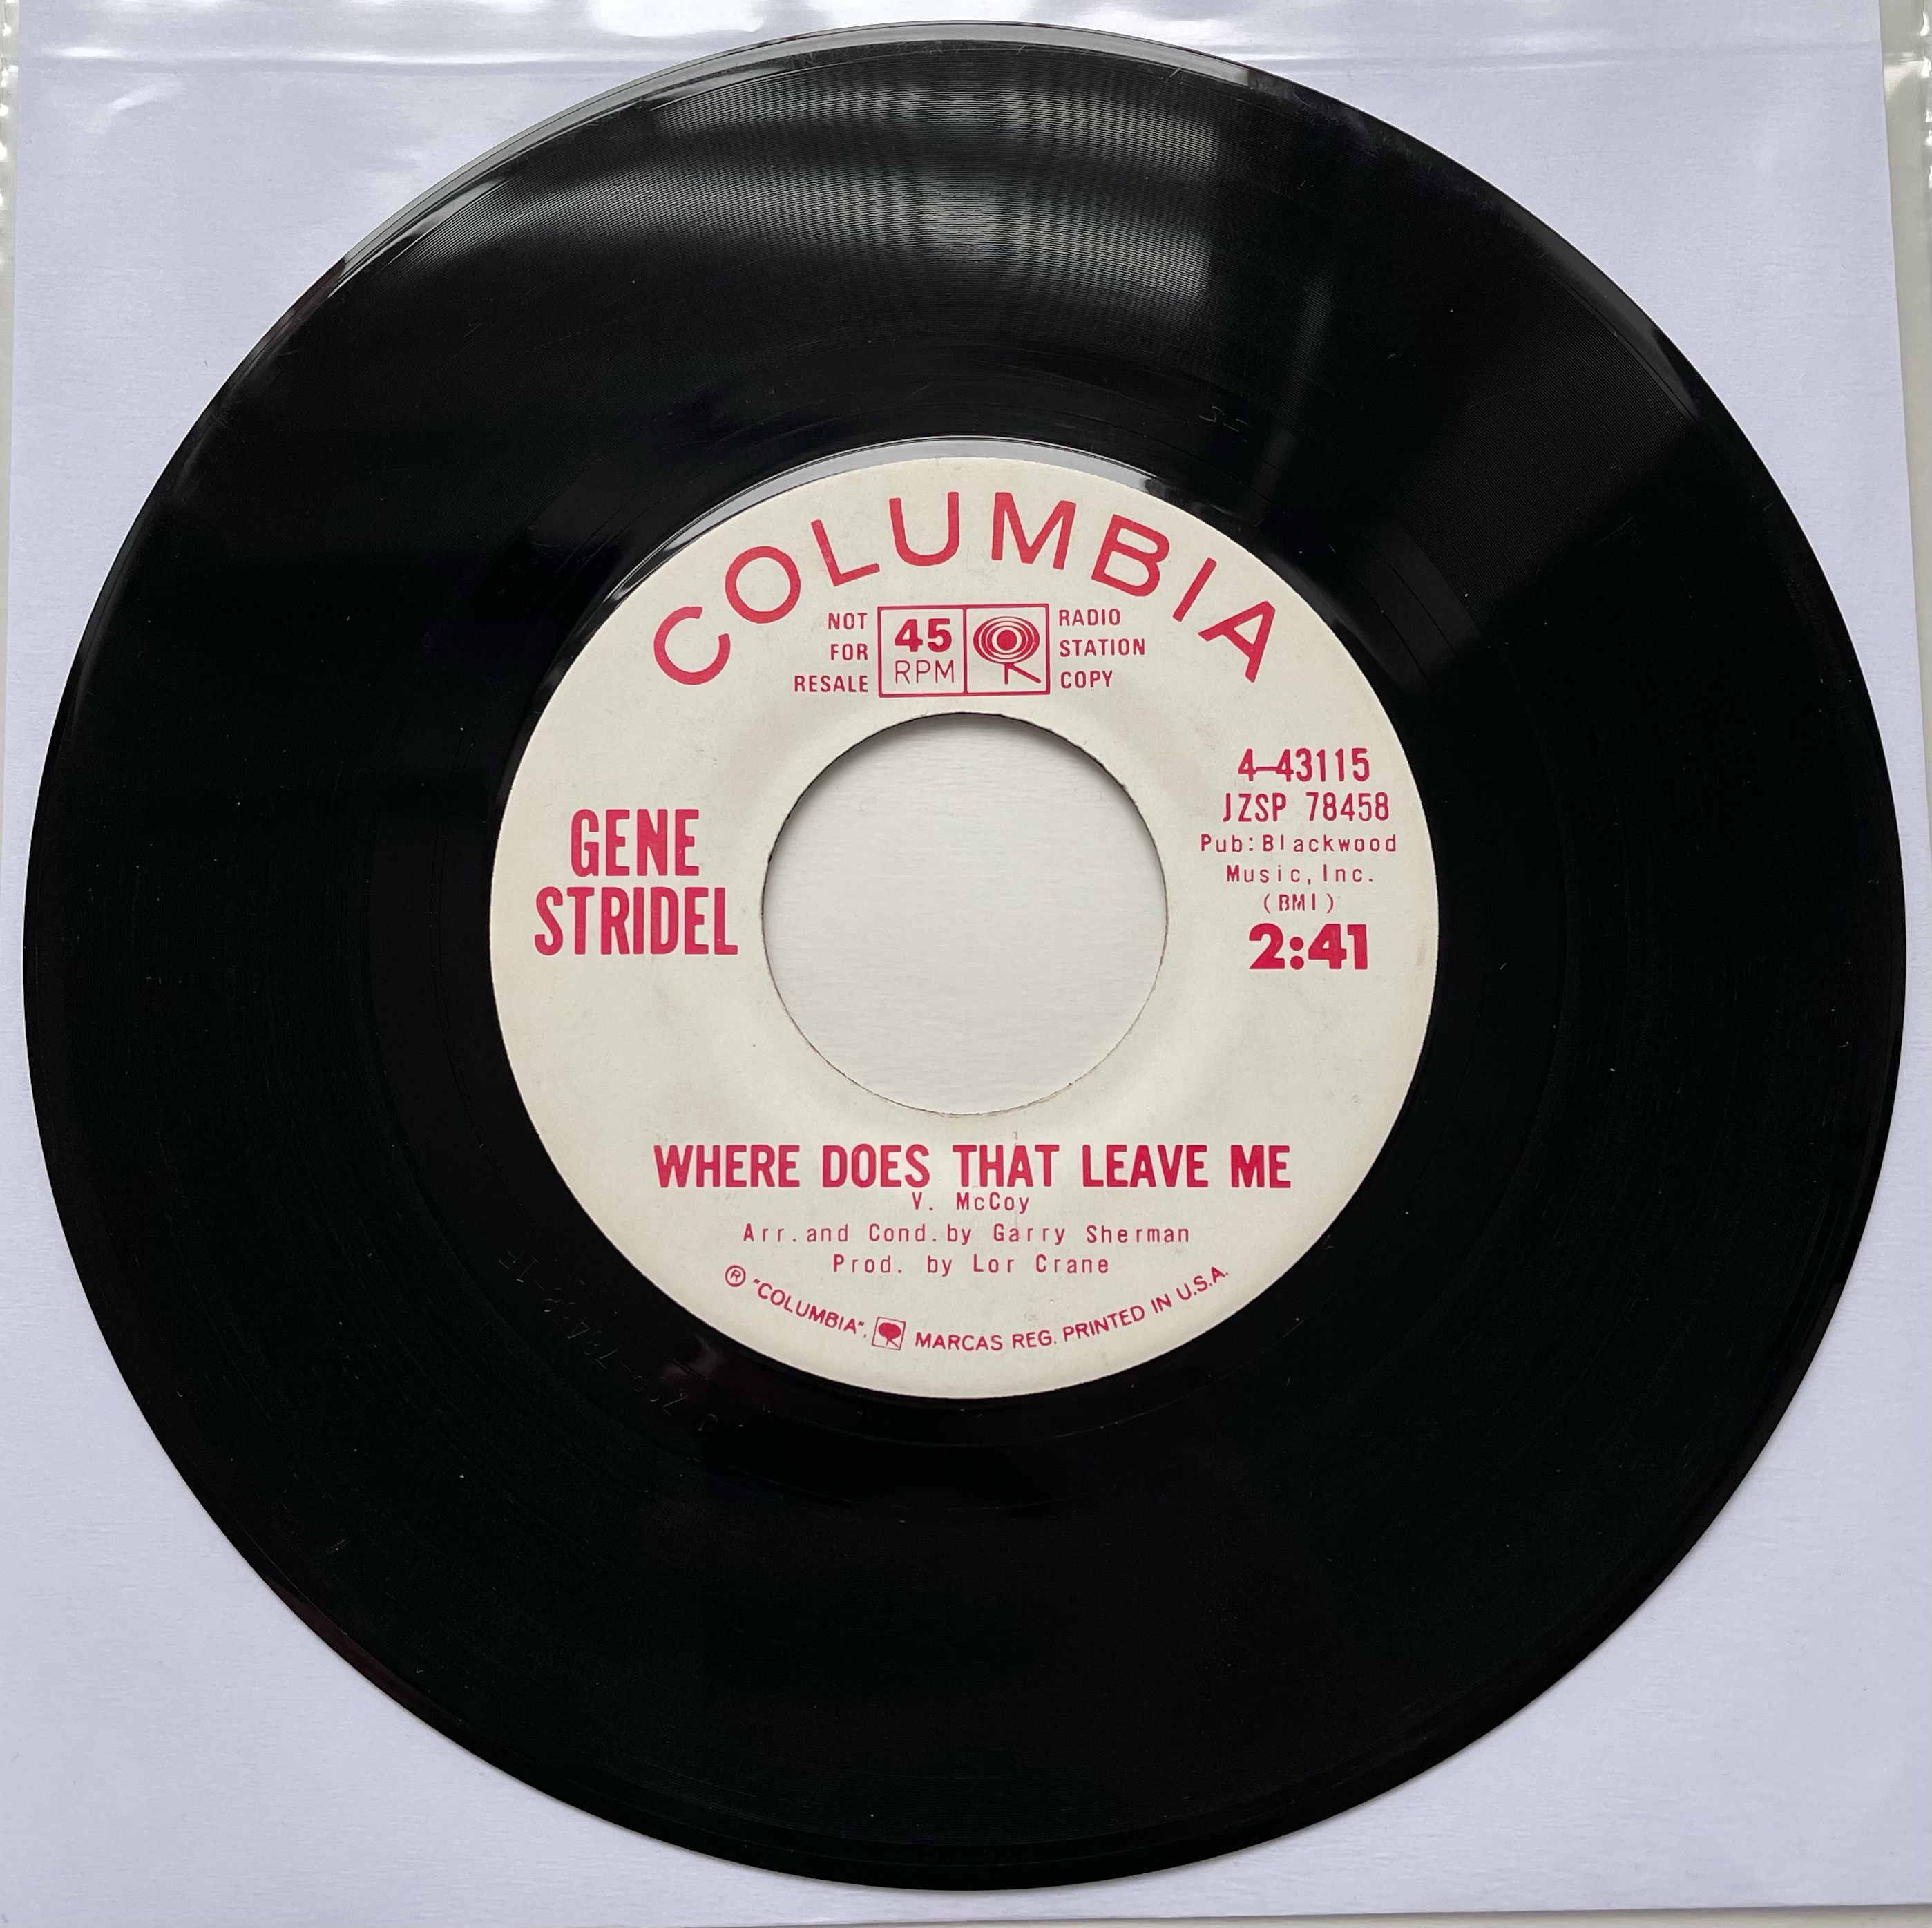 COLUMBIA
NOT
FOR
RESALE
45
RPM
RADIO
STATION
COPY
GENE
STRIDEL
4-43115
JZSP 78458
Pub:Blackwood
Music,Inc.
(BMI)
2:41
WHERE DOES THAT LEAVE ME
V. McCoy
Arr.and Cond.by Garry Sherman
Prod. by Lor Crane
® "COLUMBIA", MARCAS REG. PRINTED IN U.S.A.